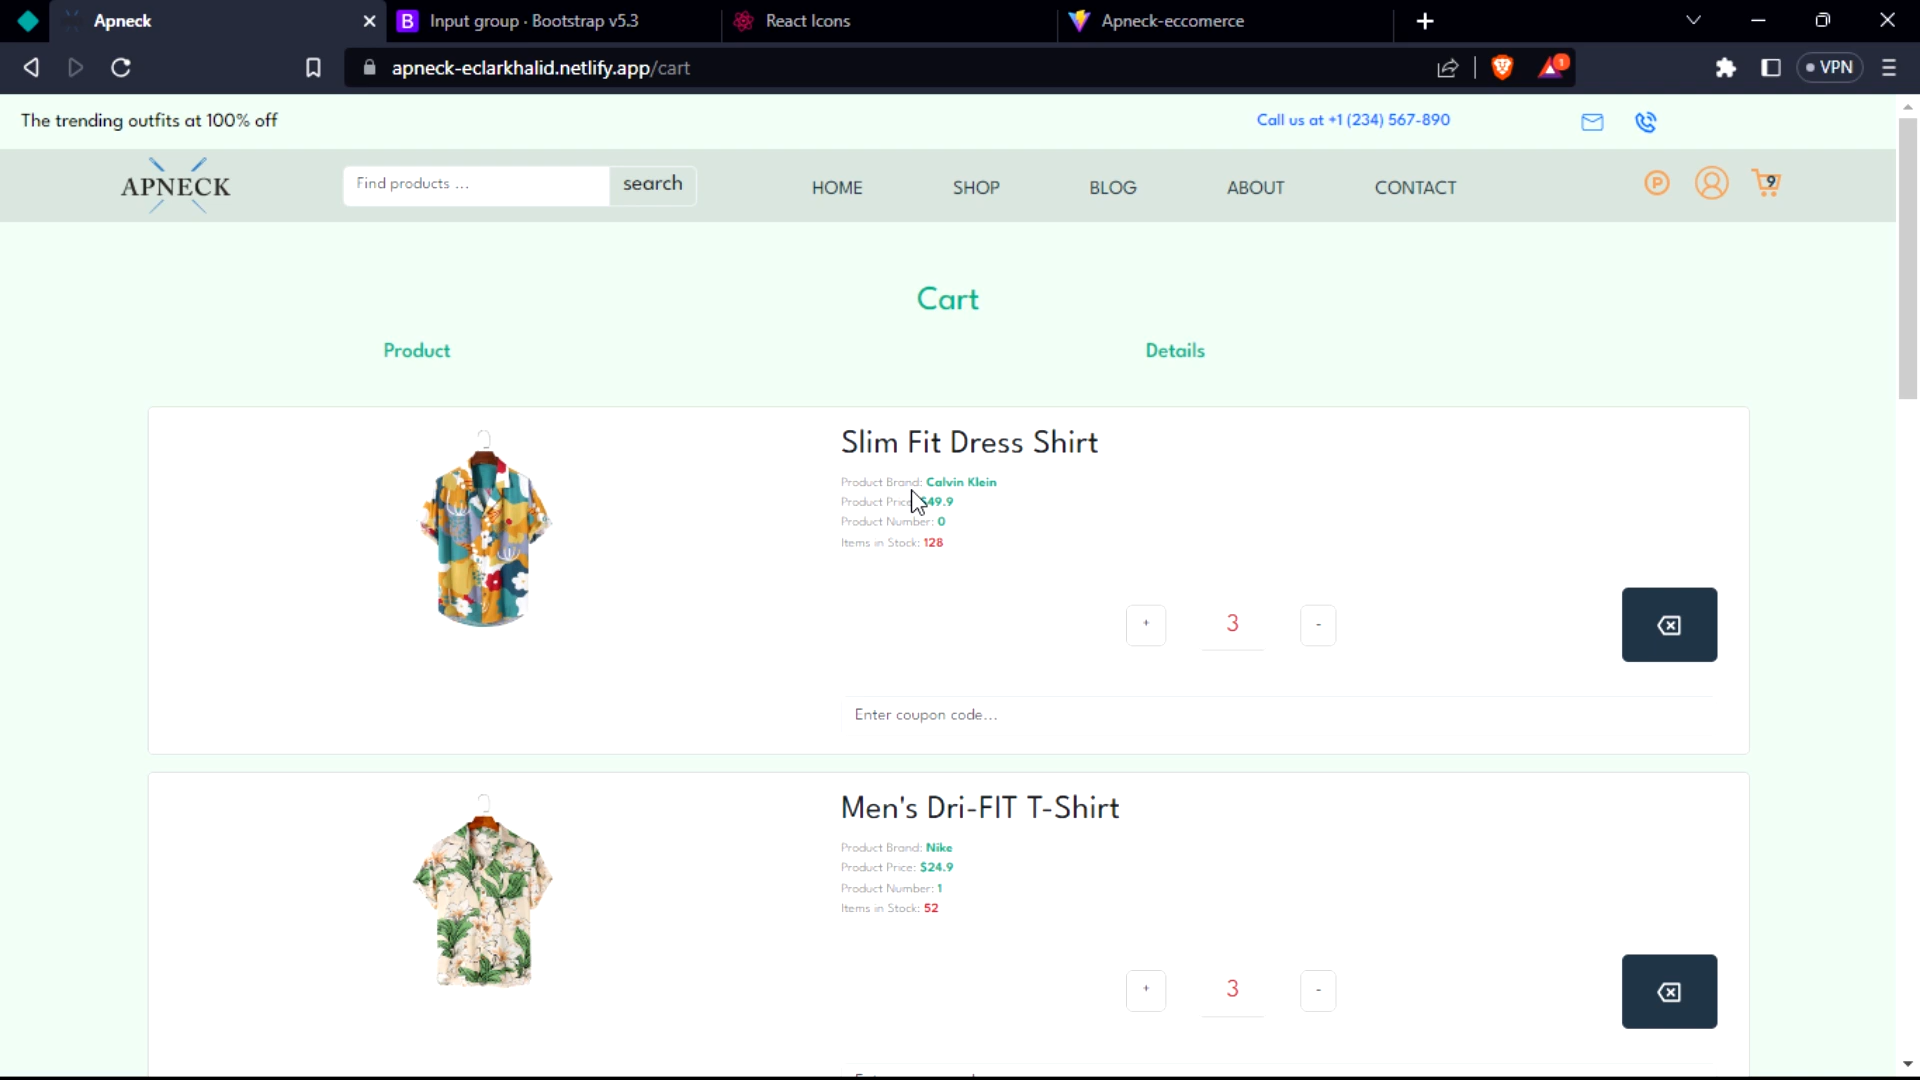 Apneck
Input group · Bootstrap v5.3
React Icons
Apneck-eccomerce
apneck-eclarkhalid.netlify.app/cart
1
VPN
The trending outfits at 100% off
Call us at +1 (234) 567-890
APNECK
Find products ...
search
HOME
SHOP
BLOG
ABOUT
CONTACT
P
9
Cart
Product
Details
Slim Fit Dress Shirt
Product Brand: Calvin Klein
Product Price $49.9
Product Number: 0
Items in Stock: 128
+
3
-
Enter coupon code...
Men's Dri-FIT T-Shirt
Product Brand: Nike
Product Price: $24.9
Product Number: 1
Items in Stock: 52
+
3
-